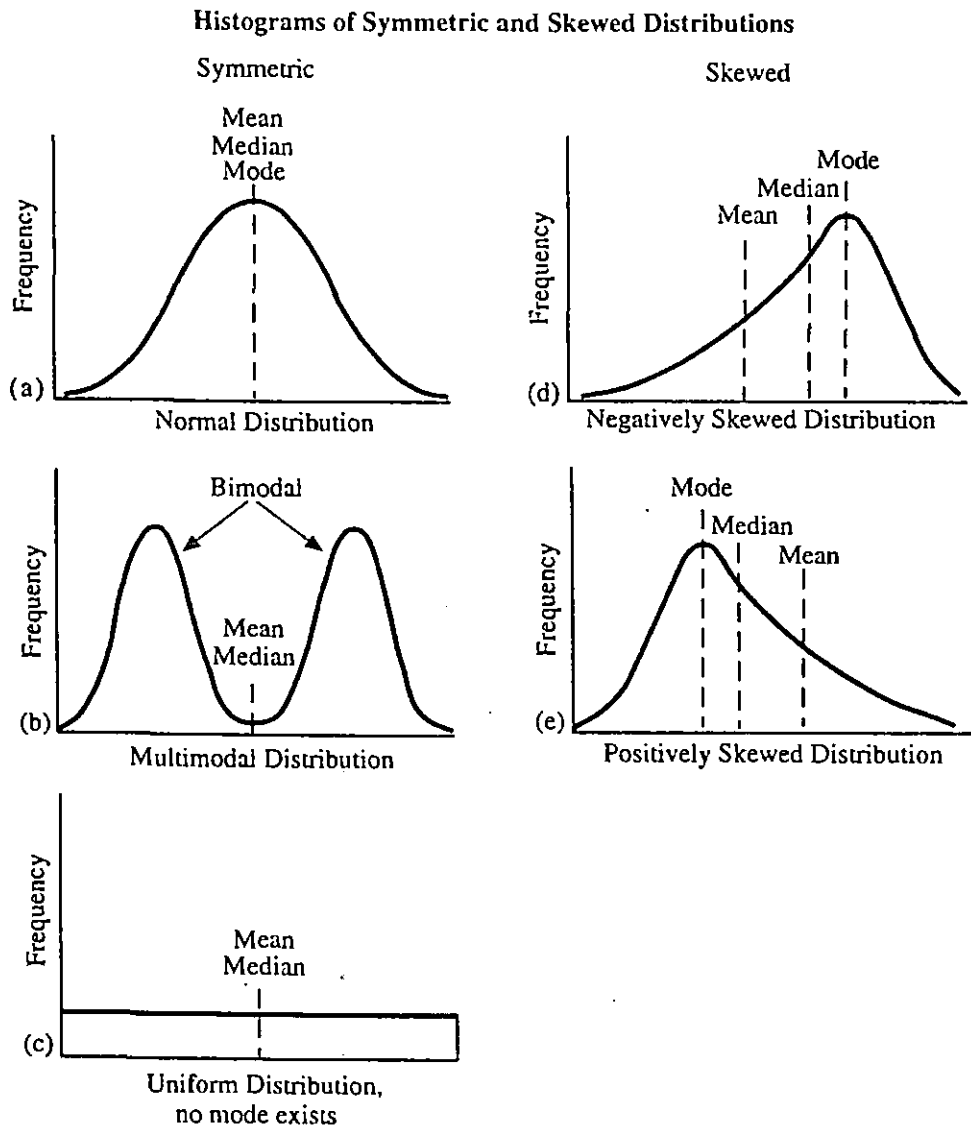 Histograms of Symmetric and Skewed Distributions
Symmetric
Mean
Median
Mode
Frequency
(a)
Normal Distribution
Bimodal
Mean
Median
Frequency
(b)
Multimodal Distribution
Mean
Median
Frequency
(c)
Uniform Distribution,
no mode exists
Skewed
Mode
Median
Mean
Frequency
(d)
Negatively Skewed Distribution
Mode
Median
Mean
Frequency
(e)
Positively Skewed Distribution